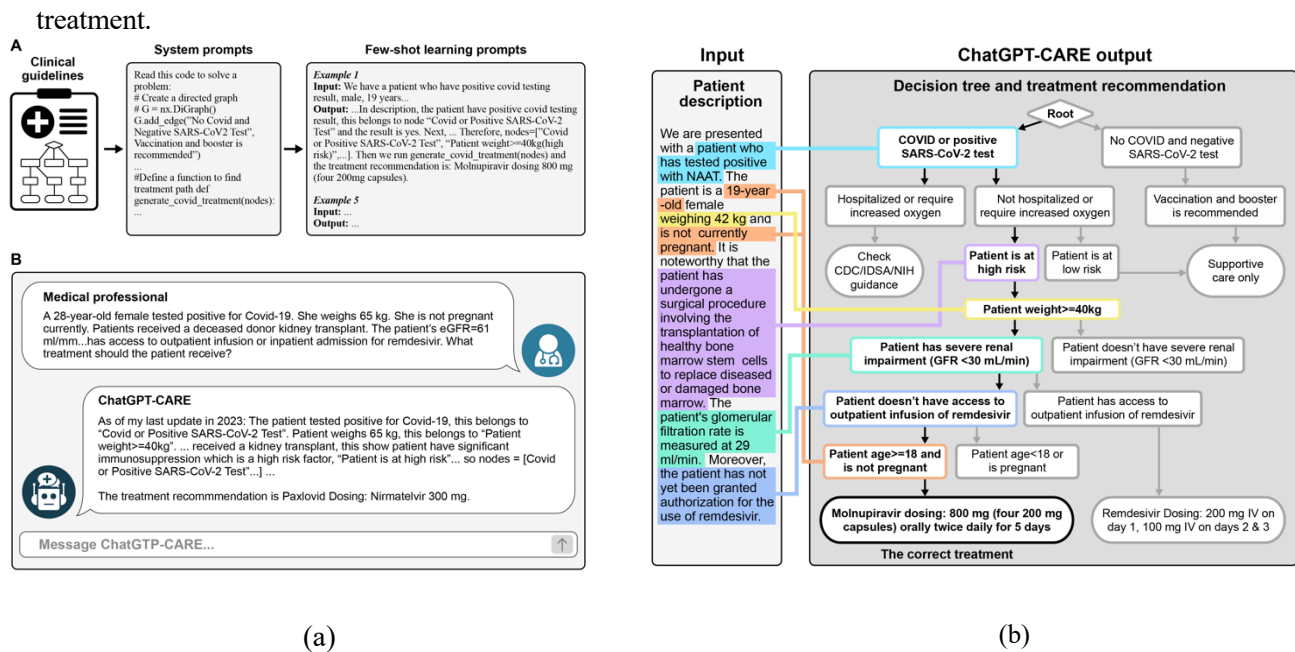 treatment.
A
Clinical
guidelines
System prompts
Read this code to solve a
problem:
# Create a directed graph
# G = nx.DiGraph()
G.add_edge("No Covid and
Negative SARS-CoV2 Test",
Vaccination and booster is
recommended")
...
#Define a function to find
treatment path def
generate_covid_treatment(nodes):
...
Few-shot learning prompts
Example 1
Input: We have a patient who have positive covid testing
result, male, 19 years...
Output: ...In description, the patient have positive covid testing
result, this belongs to node "Covid or Positive SARS-CoV-2
Test" and the result is yes. Next, ... Therefore, nodes=["Covid
or Positive SARS-CoV-2 Test", "Patient weight>=40kg(high
risk)",...]. Then we run generate_covid_treatment(nodes) and
the treatment recommendation is: Molnupiravir dosing 800 mg
(four 200mg capsules).
Example 5
Input: ...
Output: ...
B
Medical professional
A 28-year-old female tested positive for Covid-19. She weighs 65 kg. She is not pregnant
currently. Patients received a deceased donor kidney transplant. The patient's eGFR=61
ml/mm...has access to outpatient infusion or inpatient admission for remdesivir. What
treatment should the patient receive?
ChatGPT-CARE
As of my last update in 2023: The patient tested positive for Covid-19, this belongs to
"Covid or Positive SARS-CoV-2 Test". Patient weighs 65 kg, this belongs to "Patient
weight>=40kg". ... received a kidney transplant, this show patient have significant
immunosuppression which is a high risk factor, "Patient is at high risk"... so nodes = [Covid
or Positive SARS-CoV-2 Test"...] ...
The treatment recommmendation is Paxlovid Dosing: Nirmatelvir 300 mg.
Message ChatGTP-CARE...
(a)
Input
Patient
description
We are presented
with a patient who
has tested positive
with NAAT. The
patient is a 19-year
-old female
weighing 42 kg and
is not currently
pregnant. It is
noteworthy that the
patient has
undergone a
surgical procedure
involving the
transplantation of
healthy bone
marrow stem cells
to replace diseased
or damaged bone
marrow. The
patient's glomerular
filtration rate is
measured at 29
ml/min. Moreover,
the patient has not
yet been granted
authorization for the
use of remdesivir.
ChatGPT-CARE output
Decision tree and treatment recommendation
Root
COVID or positive
SARS-CoV-2 test
No COVID and negative
SARS-CoV-2 test
Hospitalized or require
increased oxygen
Not hospitalized or
require increased oxygen
Vaccination and booster
is recommended
Check
CDC/IDSA/NIH
guidance
Patient is at
high risk
Patient is at
low risk
Supportive
care only
Patient weight>=40kg
Patient has severe renal
impairment (GFR <30 mL/min)
Patient doesn't have severe renal
impairment (GFR <30 mL/min)
Patient doesn't have access to
outpatient infusion of remdesivir
Patient has access to
outpatient infusion of remdesivir
Patient age>=18 and
is not pregnant
Patient age<18 or
is pregnant
Molnupiravir dosing: 800 mg (four 200 mg
capsules) orally twice daily for 5 days
Remdesivir Dosing: 200 mg IV on
day 1, 100 mg IV on days 2 & 3
The correct treatment
(b)